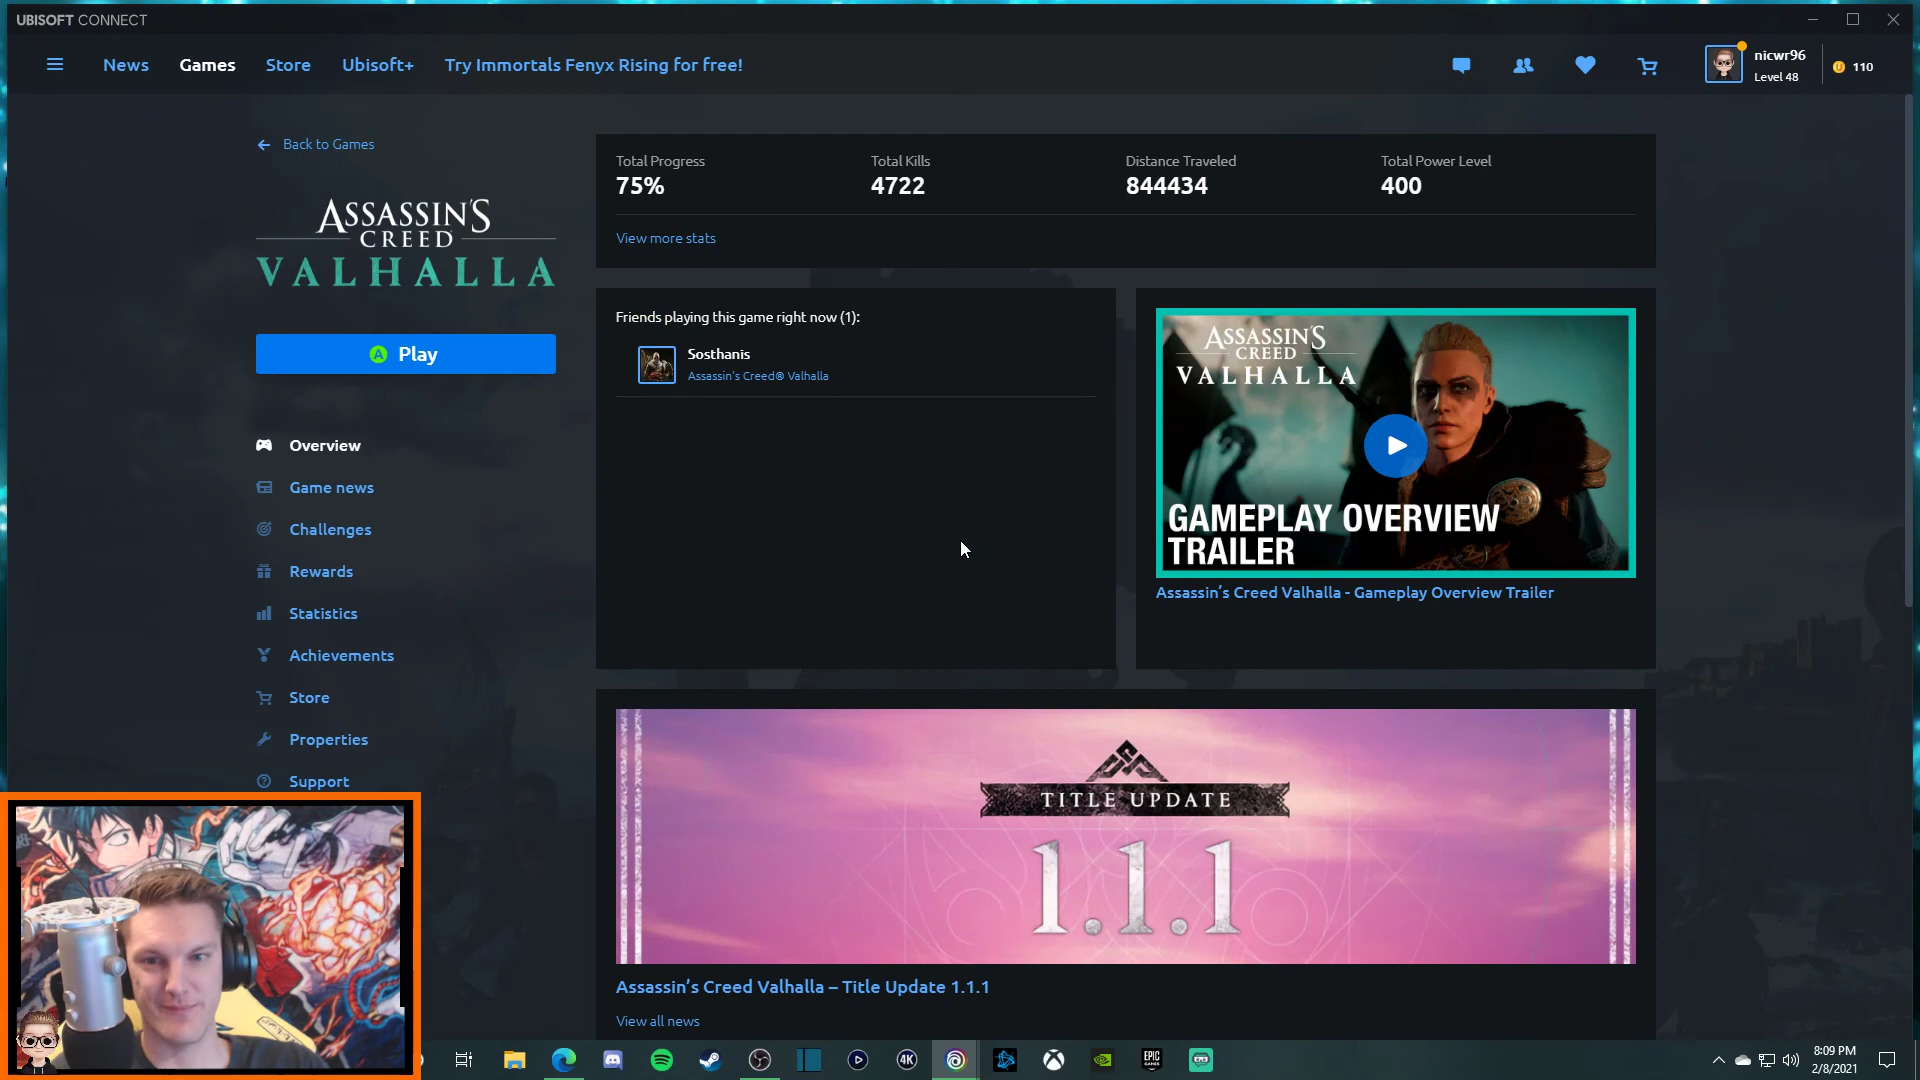 UBISOFT CONNECT
News
Games
Store
Ubisoft+
Try Immortals Fenyx Rising for free!
nicwr96
Level 48
110
Back to Games
ASSASSIN'S
CREED
VALHALLA
A Play
Overview
Game news
Challenges
Rewards
Statistics
Achievements
Store
Properties
Support
Total Progress
75%
Total Kills
4722
Distance Traveled
844434
Total Power Level
400
View more stats
Friends playing this game right now (1):
Sosthanis
Assassin's Creed® Valhalla
ASSASSIN'S
CREED
VALHALLA
GAMEPLAY OVERVIEW
TRAILER
Assassin’s Creed Valhalla - Gameplay Overview Trailer
TITLE UPDATE
1.1.1
Assassin’s Creed Valhalla – Title Update 1.1.1
View all news
4K
EPIC
GAMES
8:09 PM
2/8/2021